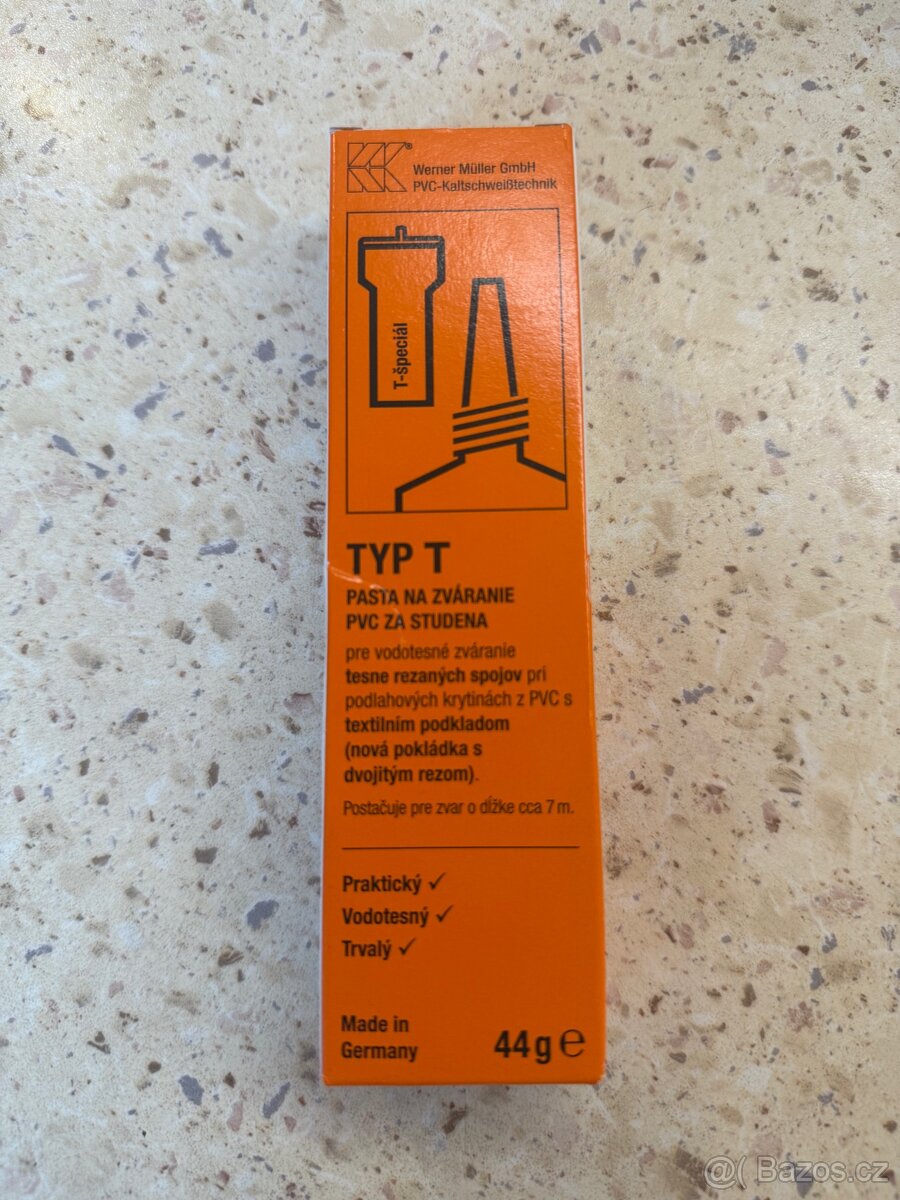 Werner Müller GmbH
PVC-Kaltschweißtechnik
T-špeciál
TYP T
PASTA NA ZVÁRANIE
PVC ZA STUDENA
pre vodotesné zváranie
tesne rezaných spojov pri
podlahových krytinách z PVC s
textilním podkladom
(nová pokládka s
dvojitým rezom).
Postačuje pre zvar o dĺžke cca 7 m.
Praktický ✓
Vodotesný ✓
Trvalý ✓
Made in
Germany
44 g ℮
@( Bazos.cz